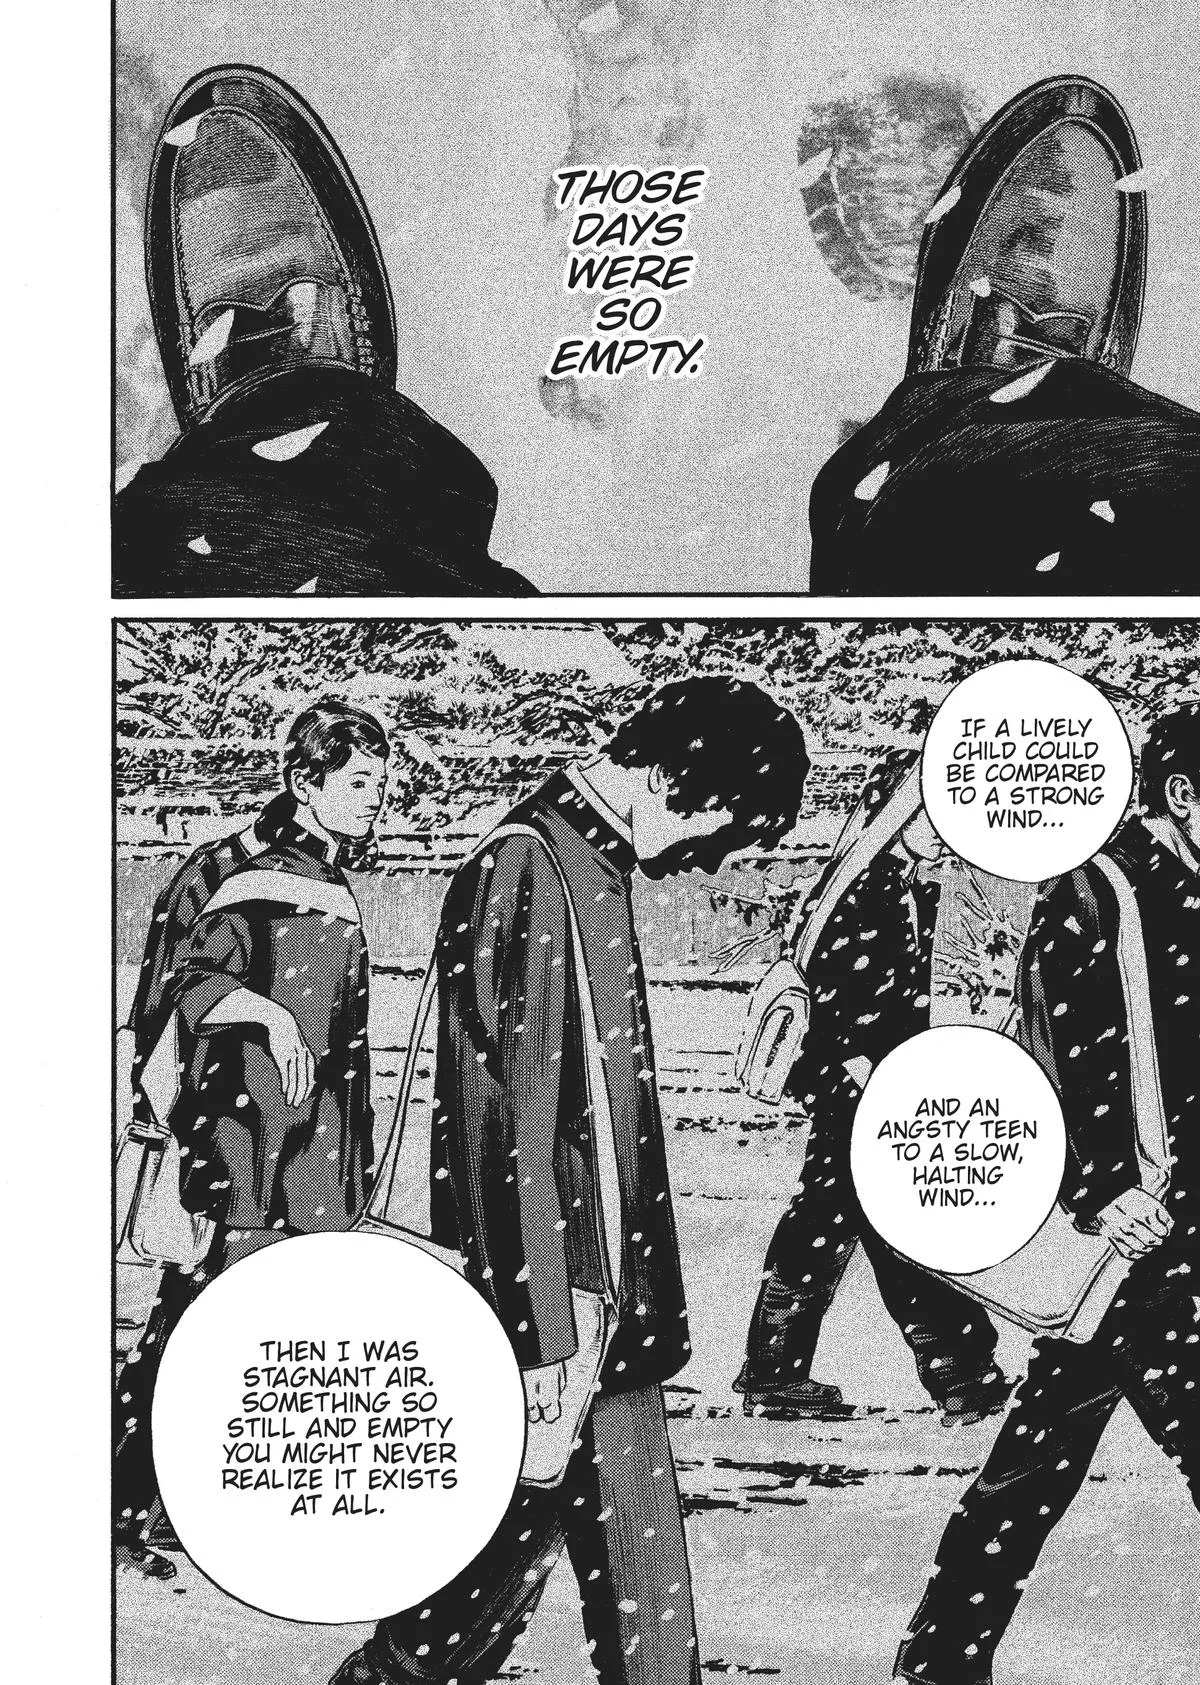 THOSE
DAYS
WERE
SO
EMPTY.
IF A LIVELY
CHILD COULD
BE COMPARED
TO A STRONG
WIND...
AND AN
ANGSTY TEEN
TO A SLOW,
HALTING
WIND...
THEN I WAS
STAGNANT AIR.
SOMETHING SO
STILL AND EMPTY
YOU MIGHT NEVER
REALIZE IT EXISTS
AT ALL.